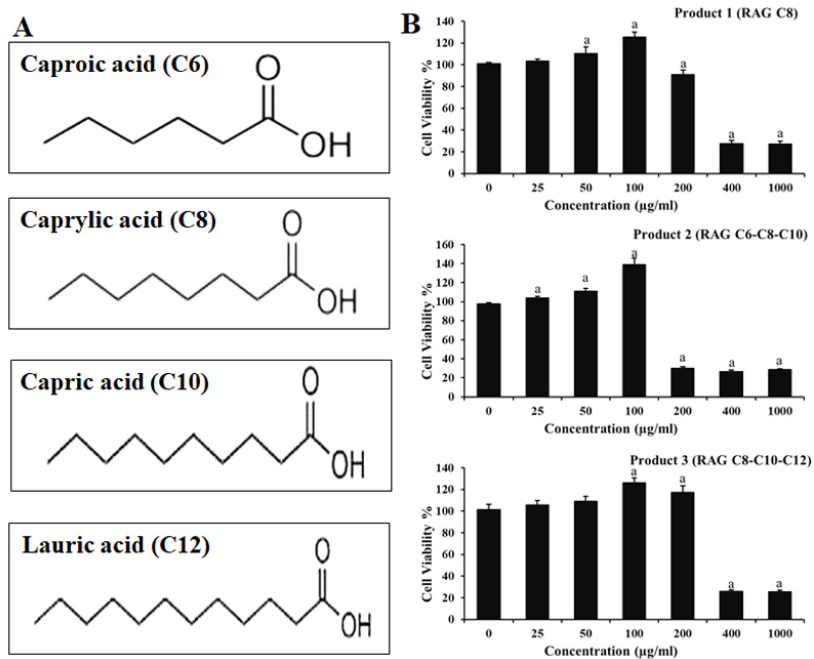 A
Caproic acid (C6)
O
OH
Caprylic acid (C8)
O
OH
Capric acid (C10)
O
OH
Lauric acid (C12)
O
OH
B
Product 1 (RAG C8)
Cell Viability %
140
120
100
80
60
40
20
0
a
a
a
a
a
0 25 50 100 200 400 1000
Concentration (µg/ml)
Product 2 (RAG C6-C8-C10)
Cell Viability %
160
140
120
100
80
60
40
20
0
a
a
a
a
a
a
0 25 50 100 200 400 1000
Concentration (µg/ml)
Product 3 (RAG C8-C10-C12)
Cell Viability %
140
120
100
80
60
40
20
0
a
a
a
a
0 25 50 100 200 400 1000
Concentration (µg/ml)